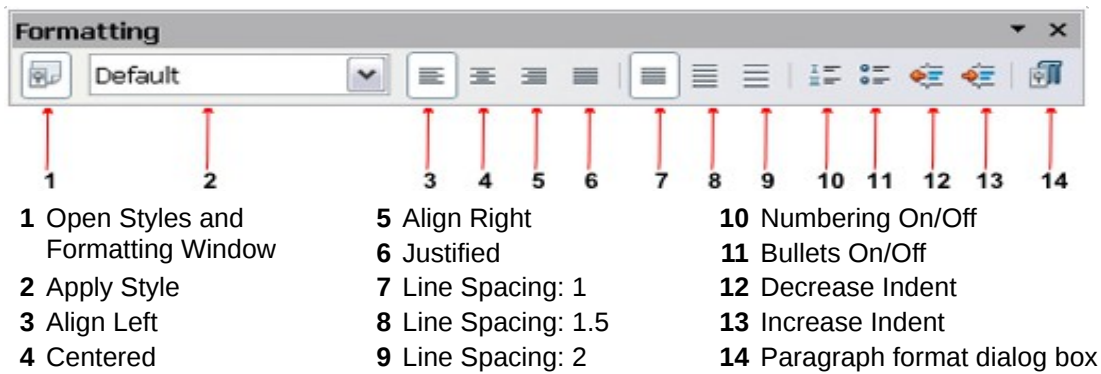 Formatting
Default
1 2 3 4 5 6 7 8 9 10 11 12 13 14
1 Open Styles and
Formatting Window
2 Apply Style
3 Align Left
4 Centered
5 Align Right
6 Justified
7 Line Spacing: 1
8 Line Spacing: 1.5
9 Line Spacing: 2
10 Numbering On/Off
11 Bullets On/Off
12 Decrease Indent
13 Increase Indent
14 Paragraph format dialog box